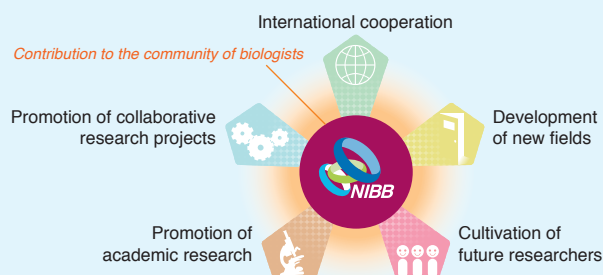 International cooperation
Contribution to the community of biologists
Promotion of collaborative
research projects
Development
of new fields
NIBB
Promotion of
academic research
Cultivation of
future researchers